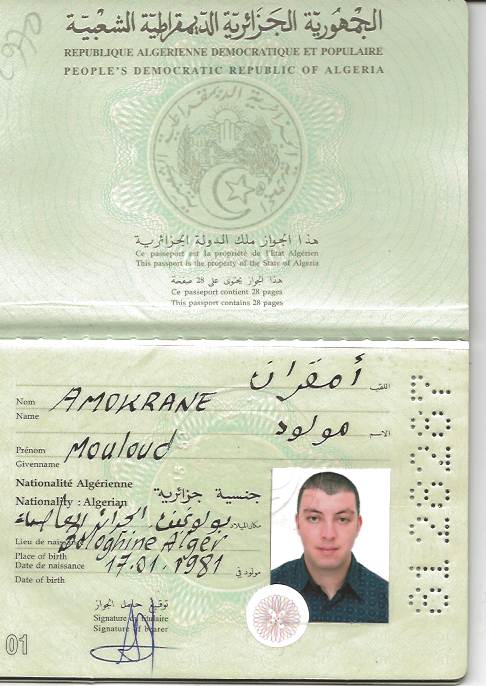 الجمهورية الجزائرية الديمقراطية الشعبية
REPUBLIQUE ALGERIENNE DEMOCRATIQUE ET POPULAIRE
PEOPLE'S DEMOCRATIC REPUBLIC OF ALGERIA
هذا الجواز ملك الدولة الجزائرية
Ce passeport est la propriété de l'Etat Algérien
This passport is the property of the State of Algeria
هذا الجواز يحتوي على 28 صفحة
Ce passeport contient 28 pages
This passport contains 28 pages
اللقب أمقران
Nom AMOKRANE
Name
الاسم مولود
Prénom Mouloud
Givenname
Nationalité Algérienne
جنسية جزائرية
Nationality : Algerian
مكان الميلاد بولوغين الجزائر العاصمة
Lieu de naissance Bologhine Alger
Place of birth
Date de naissance 17.01.1981 مولود في
Date of birth
توقيع حامل الجواز
Signature du titulaire
Signature of bearer
01